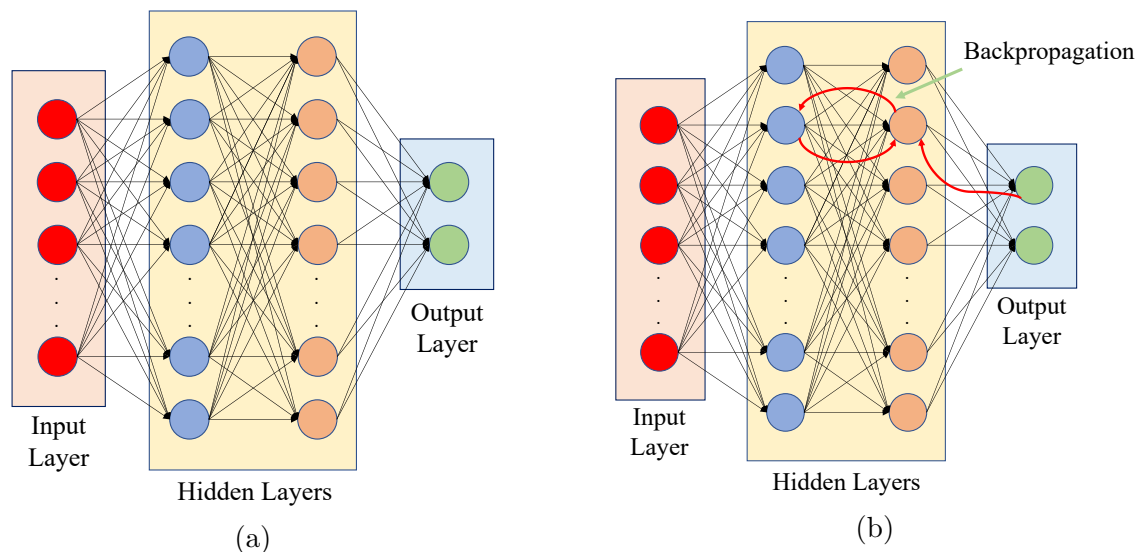 Input
Layer
Hidden Layers
Output
Layer
(a)
Backpropagation
Input
Layer
Hidden Layers
Output
Layer
(b)